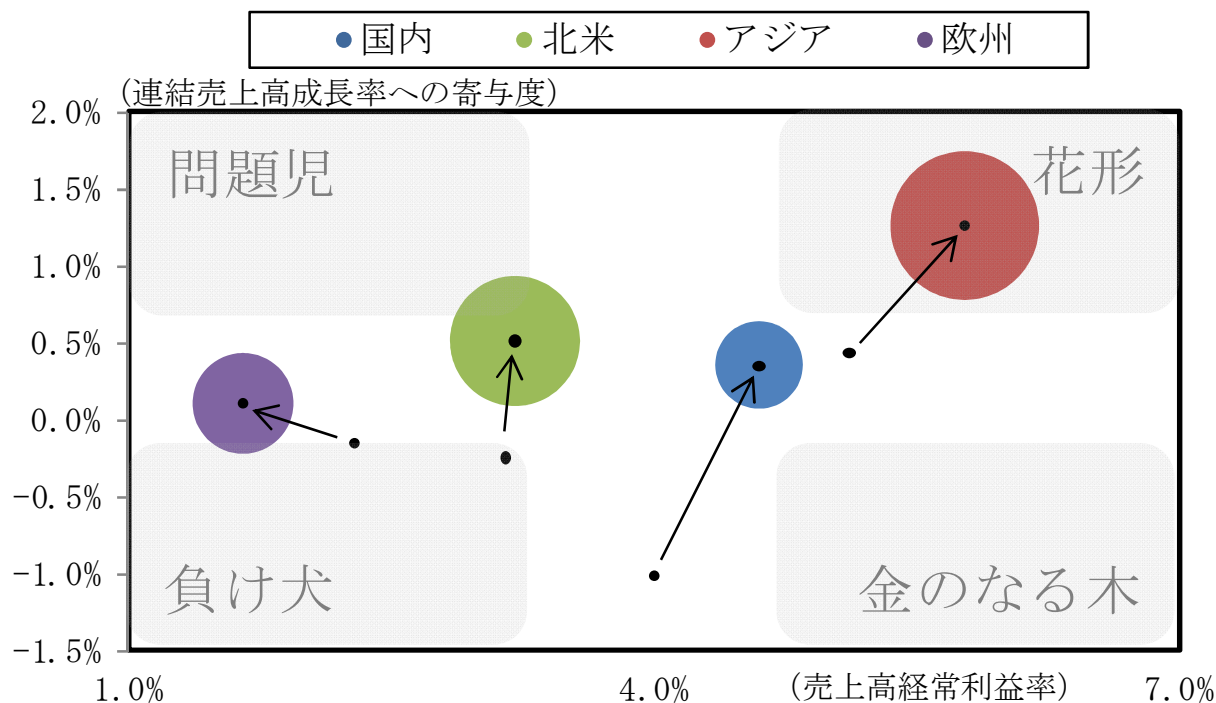 国内 北米 アジア 欧州
(連結売上高成長率への寄与度)
2.0%
問題児 花形
1.5%
1.0%
0.5%
0.0%
-0.5%
-1.0%
負け犬 金のなる木
-1.5%
1.0% 4.0% (売上高経常利益率) 7.0%